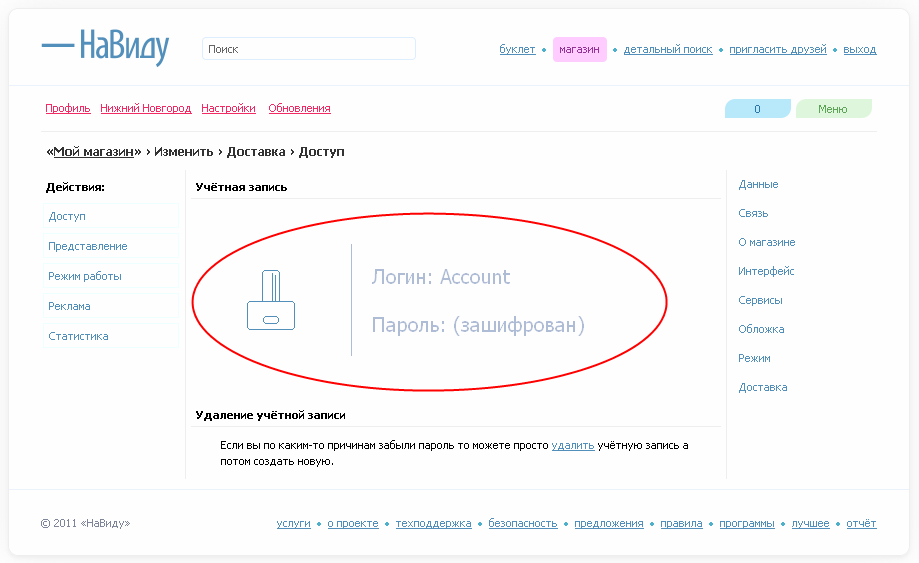 — НаВиду
Поиск
буклет • магазин • детальный поиск • пригласить друзей • выход
Профиль Нижний Новгород Настройки Обновления
0 Меню
«Мой магазин» › Изменить › Доставка › Доступ
Действия:
Доступ
Представление
Режим работы
Реклама
Статистика
Учётная запись
Логин: Account
Пароль: (зашифрован)
Удаление учётной записи
Если вы по каким-то причинам забыли пароль то можете просто удалить учётную запись а
потом создать новую.
Данные
Связь
О магазине
Интерфейс
Сервисы
Обложка
Режим
Доставка
© 2011 «НаВиду»
услуги • о проекте • техподдержка • безопасность • предложения • правила • программы • лучшее • отчёт